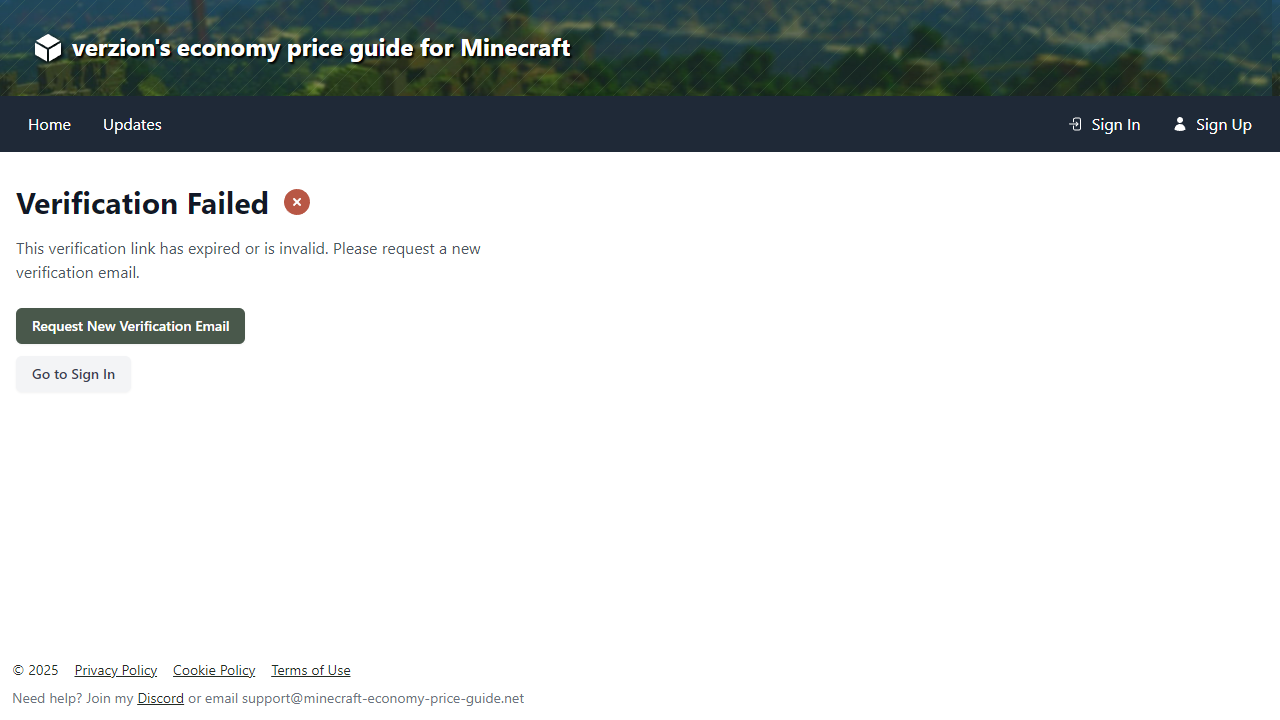 verzion's economy price guide for Minecraft
Home Updates Sign In Sign Up
Verification Failed
This verification link has expired or is invalid. Please request a new
verification email.
Request New Verification Email
Go to Sign In
© 2025 Privacy Policy Cookie Policy Terms of Use
Need help? Join my Discord or email support@minecraft-economy-price-guide.net